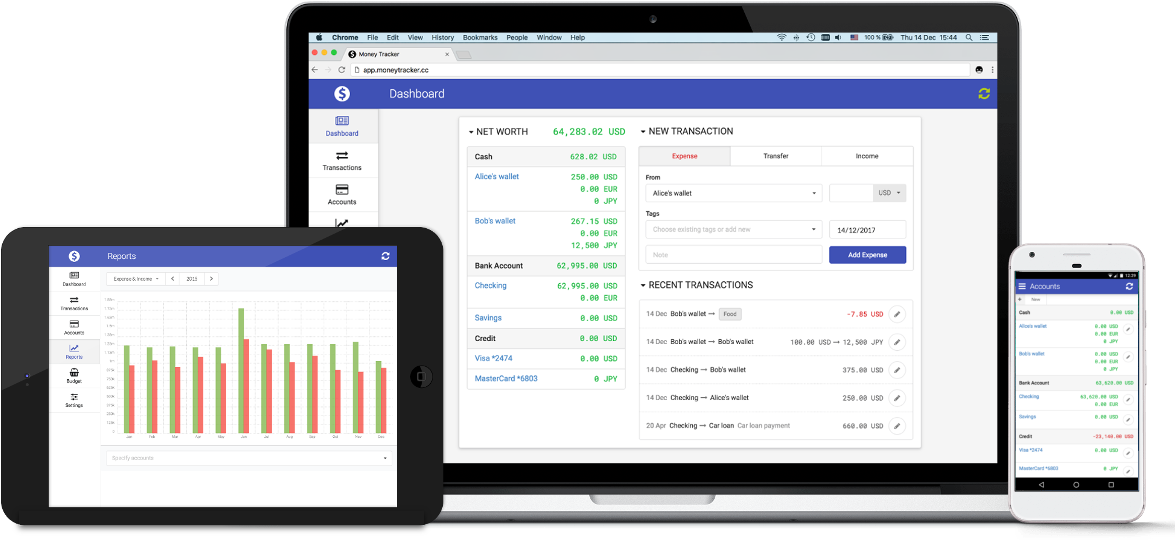 Chrome File Edit View History Bookmarks People Window Help 100 % Thu 14 Dec 15:44
Money Tracker ×
app.moneytracker.cc
$ Dashboard
Dashboard
Transactions
Accounts
NET WORTH 64,283.02 USD
Cash 628.02 USD
Alice's wallet 250.00 USD
0.00 EUR
0 JPY
Bob's wallet 267.15 USD
0.00 EUR
12,500 JPY
Bank Account 62,995.00 USD
Checking 62,995.00 USD
0.00 EUR
Savings 0.00 USD
Credit 0.00 USD
Visa *2474 0.00 USD
MasterCard *6803 0 JPY
NEW TRANSACTION
Expense Transfer Income
From
Alice's wallet USD
Tags
Choose existing tags or add new 14/12/2017
Note Add Expense
RECENT TRANSACTIONS
14 Dec Bob's wallet → Food -7.85 USD
14 Dec Bob's wallet → Bob's wallet 100.00 USD → 12,500 JPY
14 Dec Checking → Bob's wallet 375.00 USD
14 Dec Checking → Alice's wallet 250.00 USD
20 Apr Checking → Car loan Car loan payment 660.00 USD
$ Reports
Dashboard
Transactions
Accounts
Reports
Budget
Settings
Expense & Income < 2015 >
Jan Feb Mar Apr May Jun Jul Aug Sep Oct Nov Dec
Specify accounts
12:39
Accounts
+ New
Cash 0.00 USD
Alice's wallet 0.00 USD
0.00 EUR
0 JPY
Bob's wallet 0.00 USD
0.00 EUR
0 JPY
Bank Account 63,620.00 USD
Checking 63,620.00 USD
0.00 EUR
Savings 0.00 USD
Credit -23,140.00 USD
Visa *2474 0.00 USD
MasterCard *6803 0 JPY